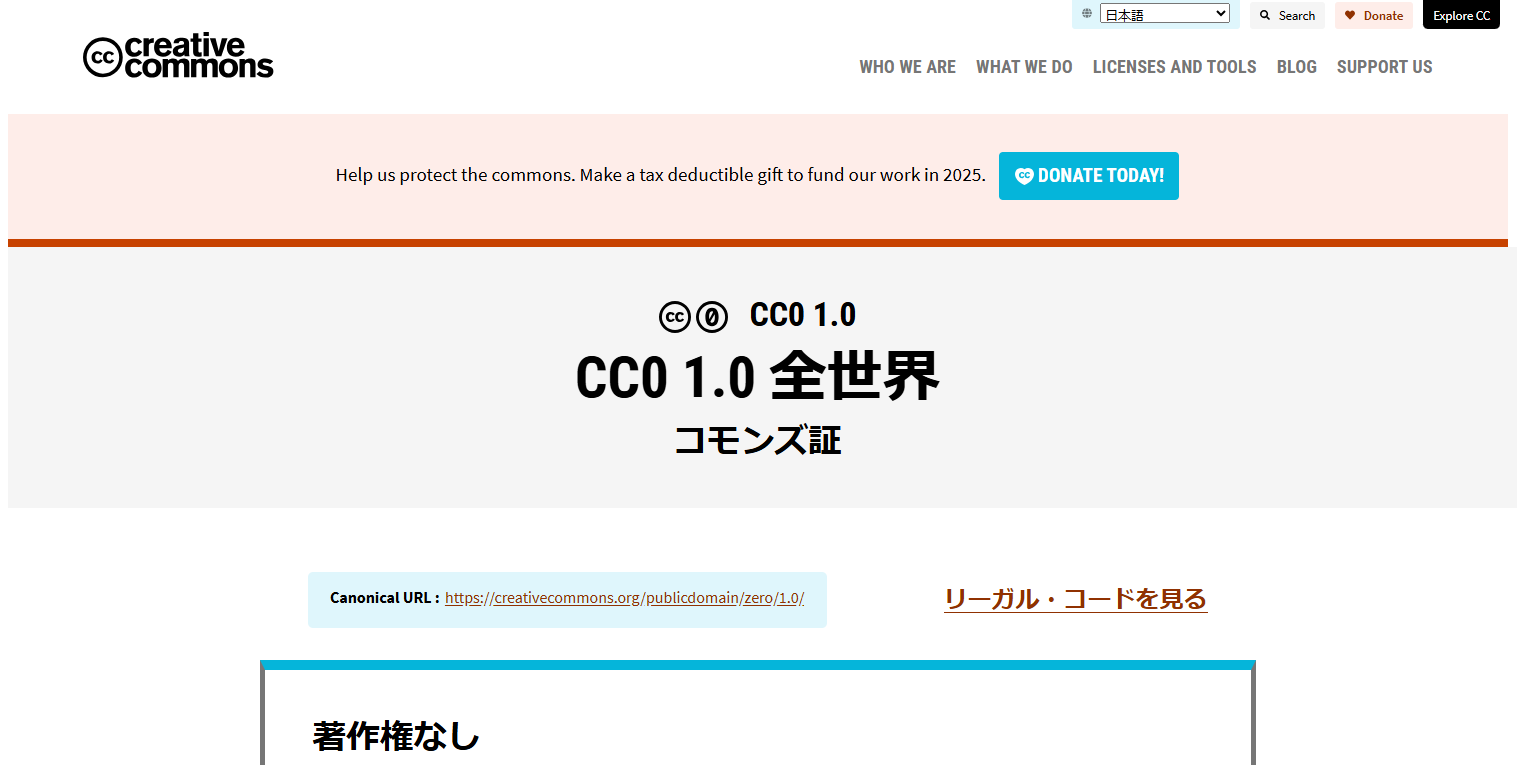 日本語
Search
Donate
Explore CC
creative
commons
WHO WE ARE
WHAT WE DO
LICENSES AND TOOLS
BLOG
SUPPORT US
Help us protect the commons. Make a tax deductible gift to fund our work in 2025.
DONATE TODAY!
CC0 1.0
CC0 1.0 全世界
コモンズ証
Canonical URL : https://creativecommons.org/publicdomain/zero/1.0/
リーガル・コードを見る
著作権なし